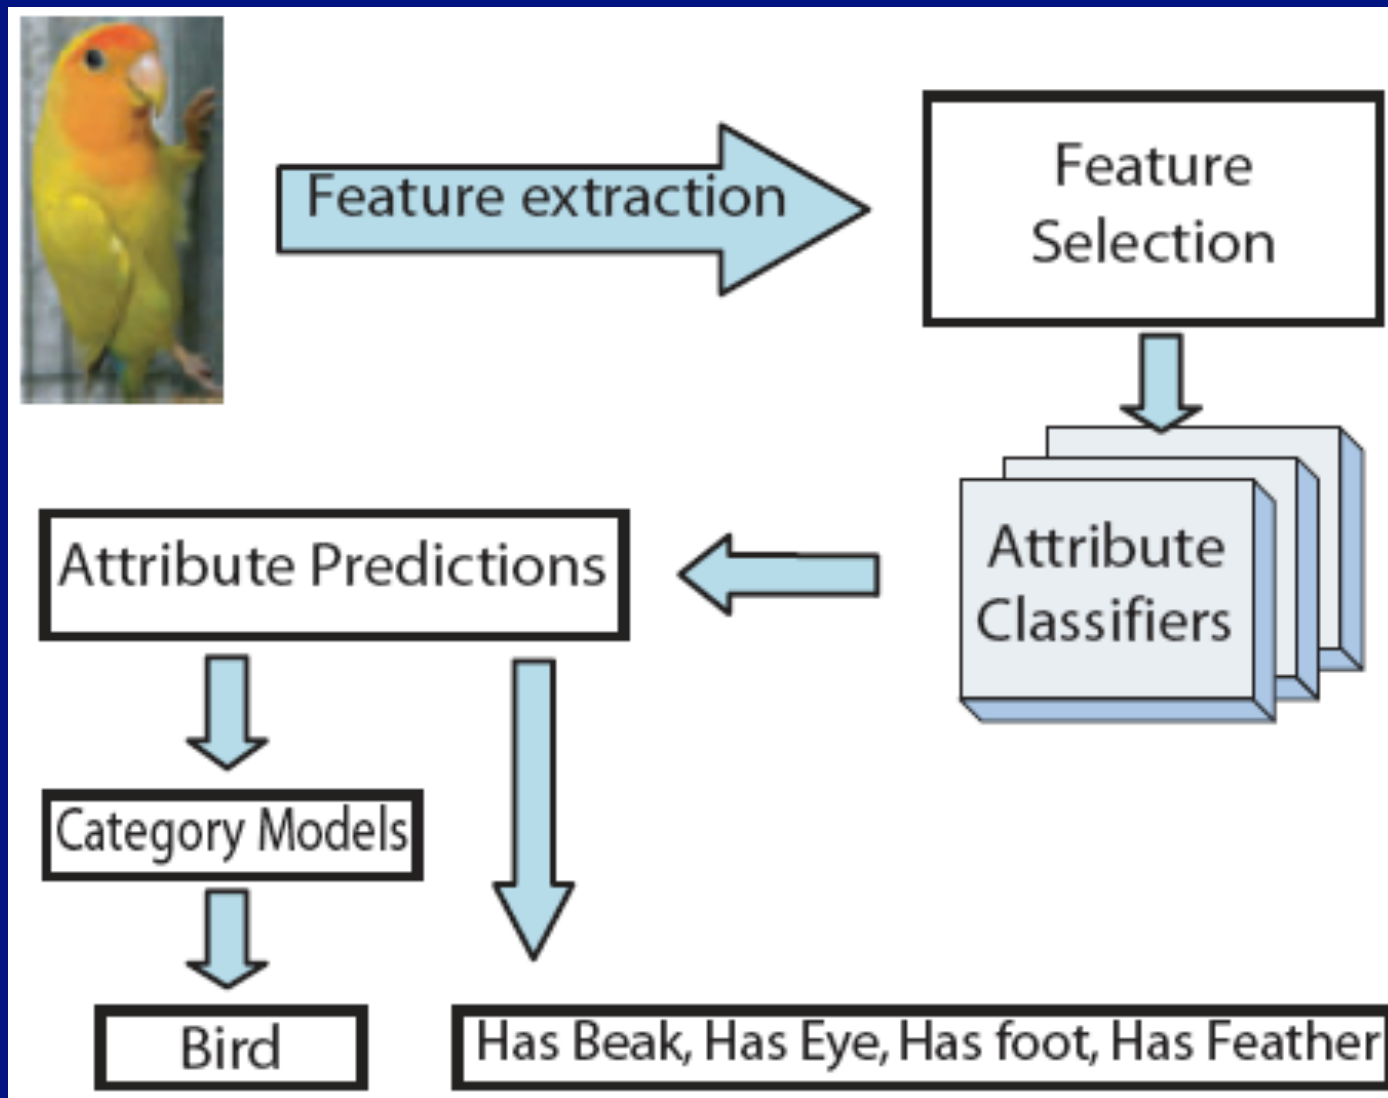 Feature extraction
Feature
Selection
Attribute
Classifiers
Attribute Predictions
Category Models
Bird
Has Beak, Has Eye, Has foot, Has Feather